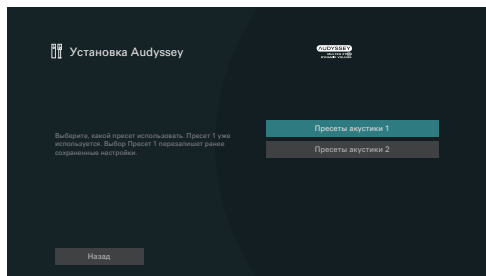 Установка Audyssey
AUDYSSEY
Выберите, какой пресет использовать. Пресет 1 уже
используется. Выбор Пресет 1 перезапишет ранее
сохраненные настройки.
Пресеты акустики 1
Пресеты акустики 2
Назад